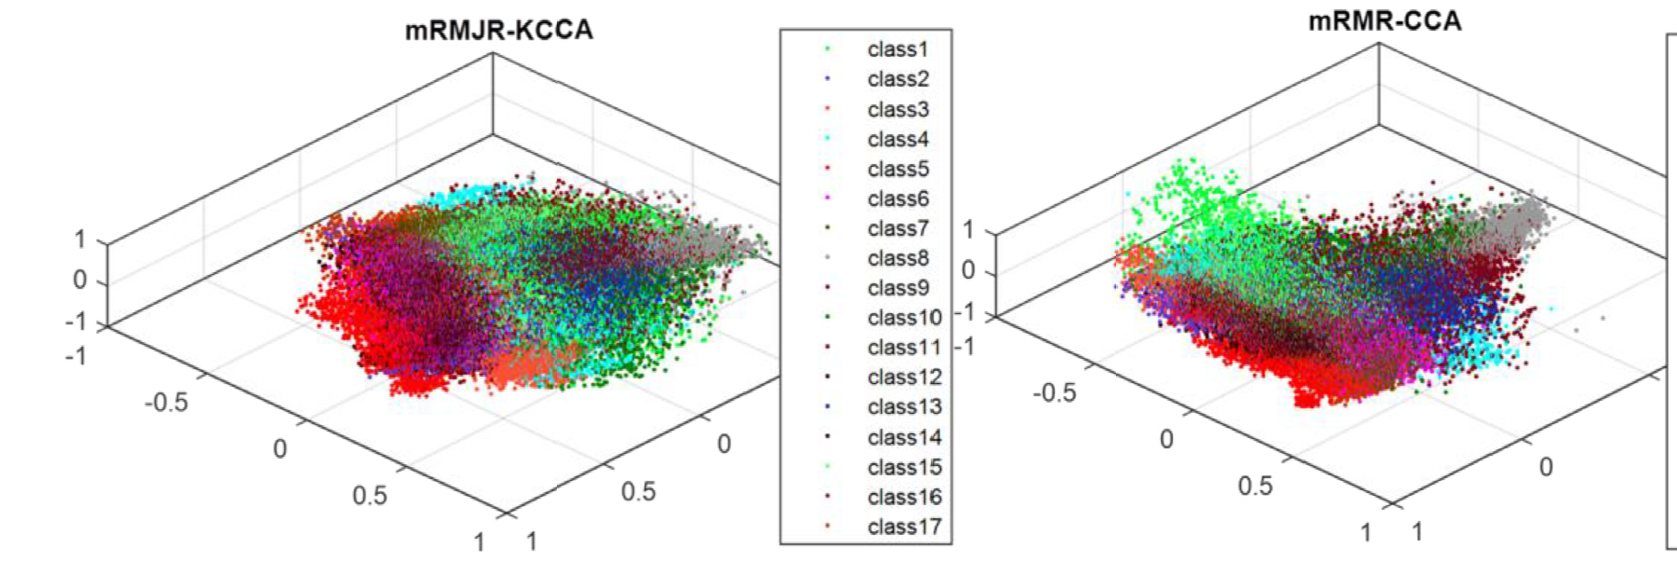 mRMJR-KCCA
1
0
-1
-1
-0.5
0
0.5
1
1
0.5
0
class1
class2
class3
class4
class5
class6
class7
class8
class9
class10
class11
class12
class13
class14
class15
class16
class17
mRMR-CCA
1
0
-1
-1
-0.5
0
0.5
1
1
0